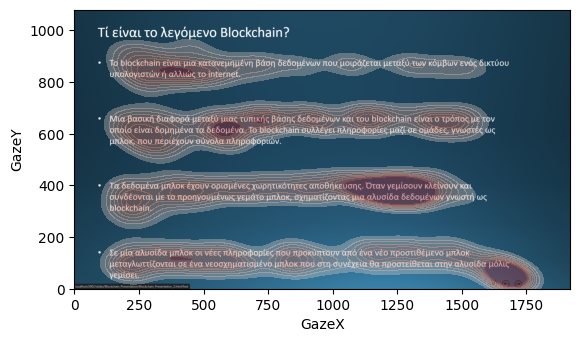 Τί είναι το λεγόμενο Blockchain?
• Το blockchain είναι μια κατανεμημένη βάση δεδομένων που μοιράζεται μεταξύ των κόμβων ενός δικτύου
υπολογιστών ή αλλιώς το internet.
• Μια βασική διαφορά μεταξύ μιας τυπικής βάσης δεδομένων και του blockchain είναι ο τρόπος με τον
οποίο είναι δομημένα τα δεδομένα. Το blockchain συλλέγει πληροφορίες μαζί σε ομάδες, γνωστές ως
μπλοκ, που περιέχουν σύνολα πληροφοριών.
• Τα δεδομένα μπλοκ έχουν ορισμένες χωρητικότητες αποθήκευσης. Όταν γεμίσουν κλείνουν και
συνδέονται με το προηγουμένως γεμάτο μπλοκ, σχηματίζοντας μια αλυσίδα δεδομένων γνωστή ως
blockchain.
• Σε μία αλυσίδα μπλοκ οι νέες πληροφορίες που προκύπτουν από ένα νέο προστιθέμενο μπλοκ
μεταγλωττίζονται σε ένα νεοσχηματισμένο μπλοκ που στη συνέχεια θα προστίθεται στην αλυσίδα μόλις
γεμίσει.
GazeY
1000
800
600
400
200
0
0 250 500 750 1000 1250 1500 1750
GazeX